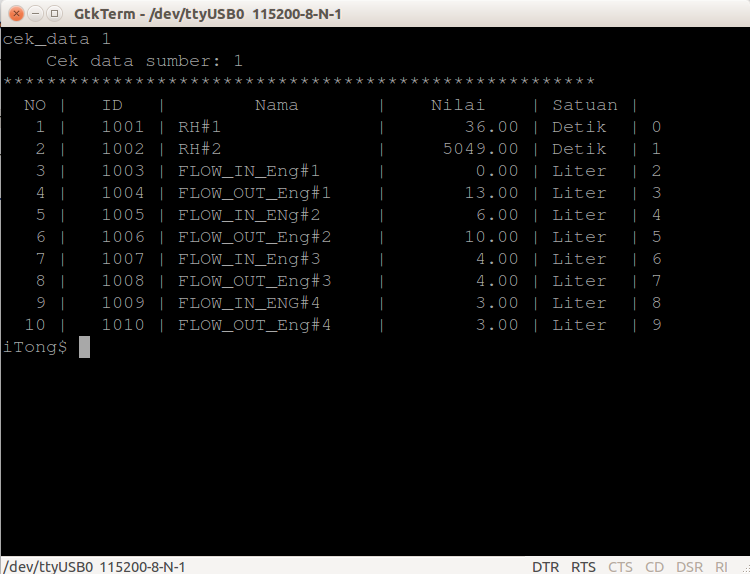 GtkTerm - /dev/ttyUSB0 115200-8-N-1
cek_data 1
    Cek data sumber: 1
******************************************************
  NO |   ID   |        Nama       |    Nilai    | Satuan |
   1 |   1001 | RH#1              |       36.00 | Detik  | 0
   2 |   1002 | RH#2              |     5049.00 | Detik  | 1
   3 |   1003 | FLOW_IN_Eng#1     |        0.00 | Liter  | 2
   4 |   1004 | FLOW_OUT_Eng#1    |       13.00 | Liter  | 3
   5 |   1005 | FLOW_IN_ENg#2     |        6.00 | Liter  | 4
   6 |   1006 | FLOW_OUT_Eng#2    |       10.00 | Liter  | 5
   7 |   1007 | FLOW_IN_Eng#3     |        4.00 | Liter  | 6
   8 |   1008 | FLOW_OUT_Eng#3    |        4.00 | Liter  | 7
   9 |   1009 | FLOW_IN_ENG#4     |        3.00 | Liter  | 8
  10 |   1010 | FLOW_OUT_Eng#4    |        3.00 | Liter  | 9
iTong$
/dev/ttyUSB0 115200-8-N-1 DTR RTS CTS CD DSR RI